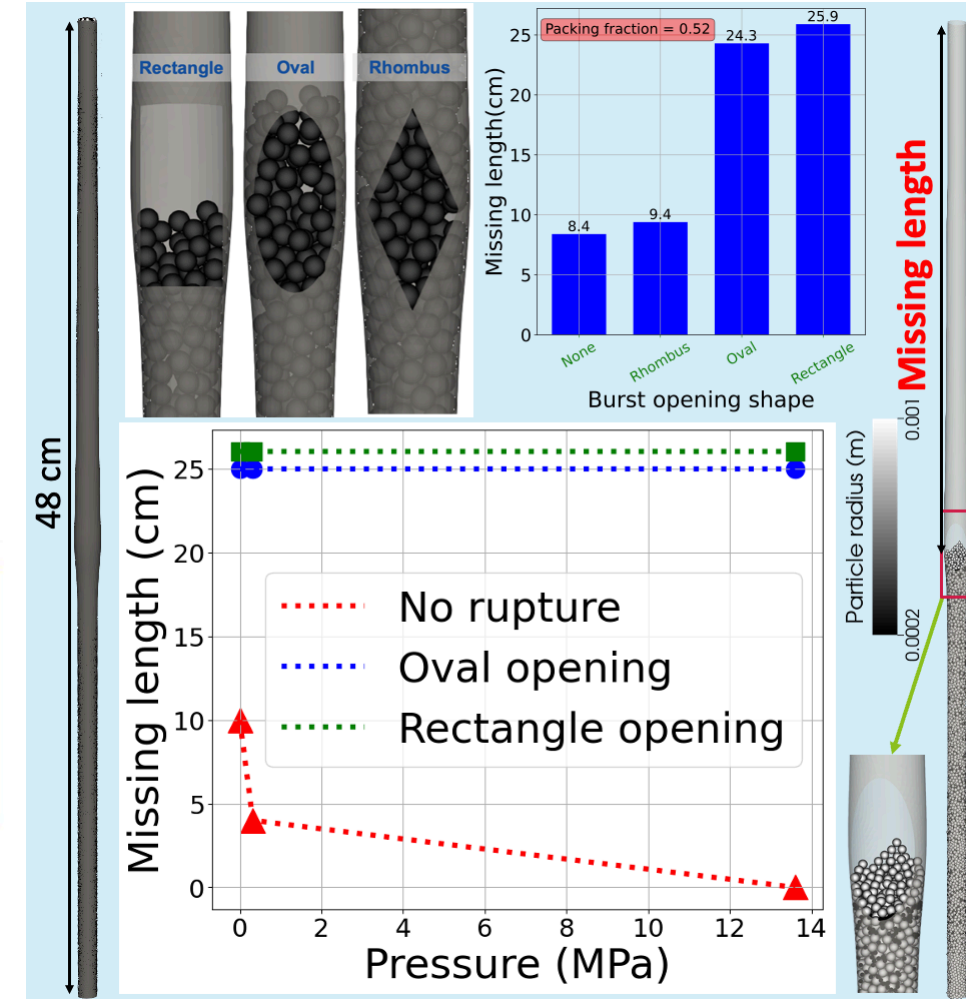 48 cm
Rectangle
Oval
Rhombus
Packing fraction = 0.52
Missing length(cm)
25
20
15
10
5
0
8.4
9.4
24.3
25.9
None
Rhombus
Oval
Rectangle
Burst opening shape
Missing length
Particle radius (m)
0.001
0.0002
Missing length (cm)
25
20
15
10
5
0
No rupture
Oval opening
Rectangle opening
0 2 4 6 8 10 12 14
Pressure (MPa)